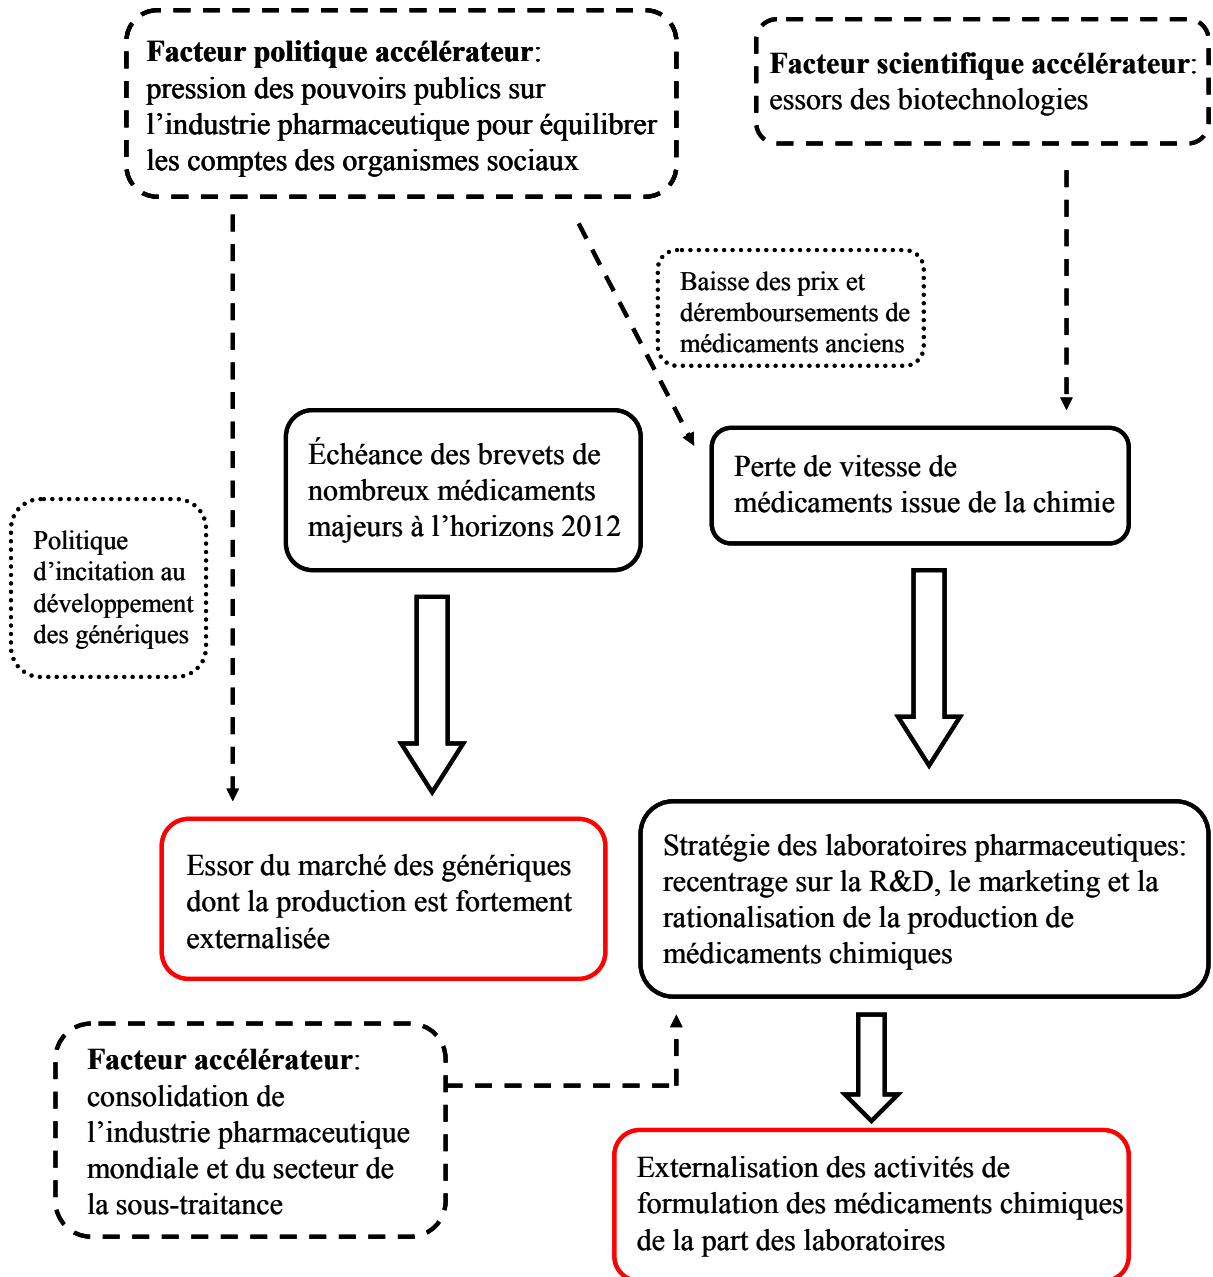 Facteur politique accélérateur:
pression des pouvoirs publics sur
l’industrie pharmaceutique pour équilibrer
les comptes des organismes sociaux
Facteur scientifique accélérateur:
essors des biotechnologies
Baisse des prix et
déremboursements de
médicaments anciens
Échéance des brevets de
nombreux médicaments
majeurs à l’horizons 2012
Perte de vitesse de
médicaments issue de la chimie
Politique
d’incitation au
développement
des génériques
Essor du marché des génériques
dont la production est fortement
externalisée
Stratégie des laboratoires pharmaceutiques:
recentrage sur la R&D, le marketing et la
rationalisation de la production de
médicaments chimiques
Facteur accélérateur:
consolidation de
l’industrie pharmaceutique
mondiale et du secteur de
la sous-traitance
Externalisation des activités de
formulation des médicaments chimiques
de la part des laboratoires